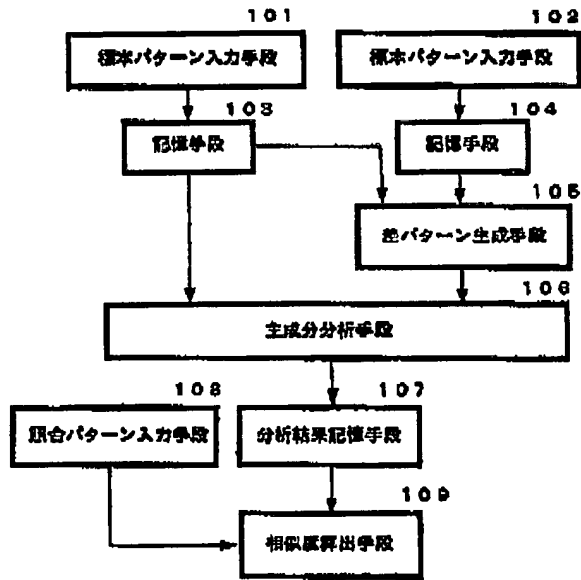 101
102
標本パターン入力手段
標本パターン入力手段
103
104
記憶手段
記憶手段
105
差パターン生成手段
106
主成分分析手段
108
107
照合パターン入力手段
分析結果記憶手段
109
相似度算出手段